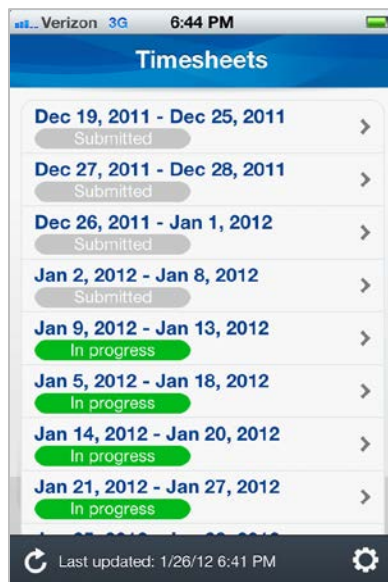 Verizon 3G 6:44 PM
Timesheets
Dec 19, 2011 - Dec 25, 2011
Submitted
Dec 27, 2011 - Dec 28, 2011
Submitted
Dec 26, 2011 - Jan 1, 2012
Submitted
Jan 2, 2012 - Jan 8, 2012
Submitted
Jan 9, 2012 - Jan 13, 2012
In progress
Jan 5, 2012 - Jan 18, 2012
In progress
Jan 14, 2012 - Jan 20, 2012
In progress
Jan 21, 2012 - Jan 27, 2012
In progress
Last updated: 1/26/12 6:41 PM